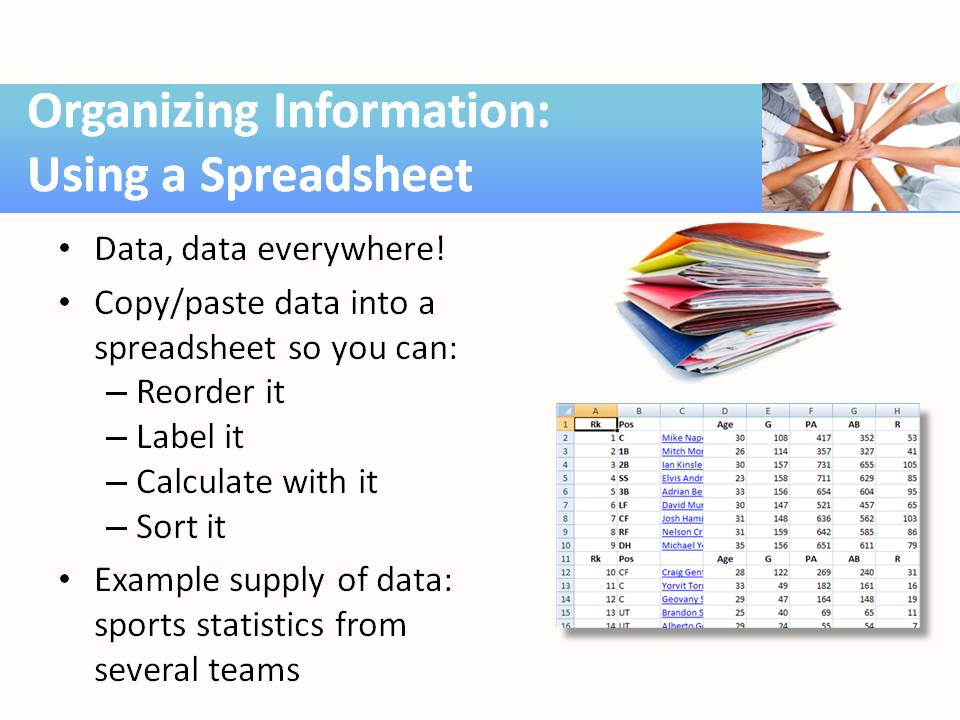 Organizing Information:
Using a Spreadsheet
• Data, data everywhere!
• Copy/paste data into a
spreadsheet so you can:
– Reorder it
– Label it
– Calculate with it
– Sort it
• Example supply of data:
sports statistics from
several teams
A B C D E F G H
1 Rk Pos Age G PA AB R
2 1 C Mike Nap 30 108 417 352 53
3 2 1B Mitch Mor 26 114 357 327 41
4 3 2B Ian Kinsle 30 157 731 655 105
5 4 SS Elvis Andr 23 158 711 629 85
6 5 3B Adrian Be 33 156 654 604 95
7 6 LF David Mu 30 147 521 457 65
8 7 CF Josh Hami 31 148 636 562 103
9 8 RF Nelson Cr 31 159 642 585 86
10 9 DH Michael Y 35 156 651 611 79
11 Rk Pos Age G PA AB R
12 10 CF Craig Gen 28 122 269 240 31
13 11 C Yorvit Tor 33 49 182 161 16
14 12 C Geovany S 29 47 164 148 19
15 13 UT Brandon S 25 40 69 65 11
16 14 UT Alberto G 29 24 55 54 7